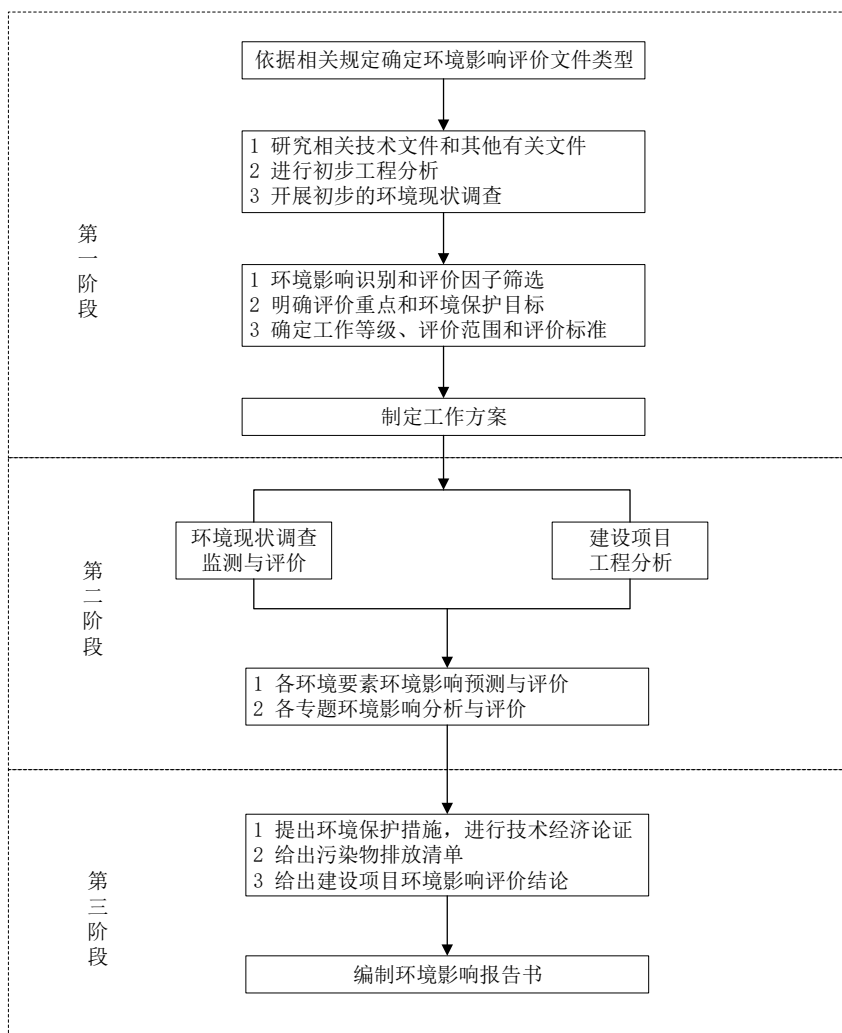 依据相关规定确定环境影响评价文件类型
1 研究相关技术文件和其他有关文件
2 进行初步工程分析
3 开展初步的环境现状调查
第一阶段
1 环境影响识别和评价因子筛选
2 明确评价重点和环境保护目标
3 确定工作等级、评价范围和评价标准
制定工作方案
环境现状调查
监测与评价
建设项目
工程分析
第二阶段
1 各环境要素环境影响预测与评价
2 各专题环境影响分析与评价
1 提出环境保护措施，进行技术经济论证
2 给出污染物排放清单
3 给出建设项目环境影响评价结论
第三阶段
编制环境影响报告书